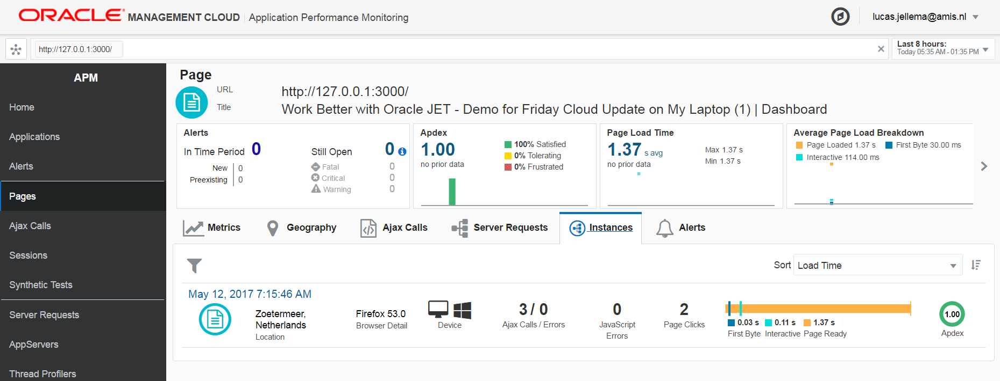 ORACLE MANAGEMENT CLOUD Application Performance Monitoring
lucas.jellema@amis.nl
http://127.0.0.1:3000/
Last 8 hours:
Today 05:35 AM - 01:35 PM
APM
Home
Applications
Alerts
Pages
Ajax Calls
Sessions
Synthetic Tests
Server Requests
AppServers
Thread Profilers
Page
URL http://127.0.0.1:3000/
Title Work Better with Oracle JET - Demo for Friday Cloud Update on My Laptop (1) | Dashboard
Alerts
In Time Period 0
New 0
Preexisting 0
Still Open 0
Fatal 0
Critical 0
Warning 0
Apdex
1.00
no prior data
100% Satisfied
0% Tolerating
0% Frustrated
Page Load Time
1.37 s avg
no prior data
Max 1.37 s
Min 1.37 s
Average Page Load Breakdown
Page Loaded 1.37 s First Byte 30.00 ms
Interactive 114.00 ms
Metrics Geography Ajax Calls Server Requests Instances Alerts
Sort Load Time
May 12, 2017 7:15:46 AM
Zoetermeer,
Netherlands
Location
Firefox 53.0
Browser Detail
Device
3 / 0
Ajax Calls / Errors
0
JavaScript
Errors
2
Page Clicks
0.03 s 0.11 s 1.37 s
First Byte Interactive Page Ready
1.00
Apdex